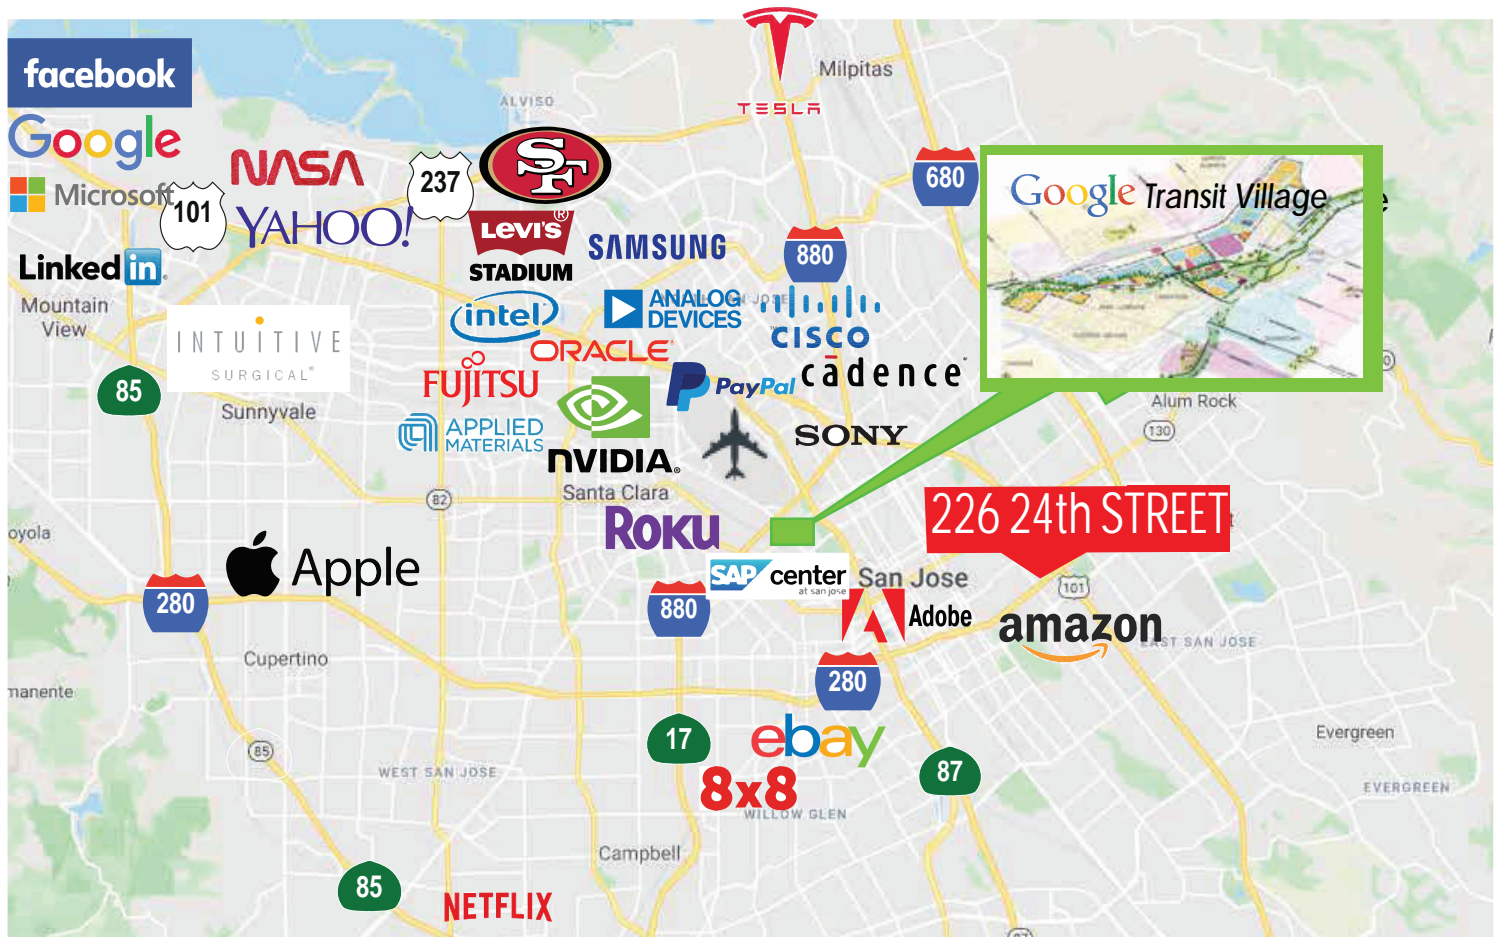 facebook
Google
Microsoft
101
NASA
YAHOO!
237
SF
LEVI'S®
STADIUM
TESLA
Milpitas
ALVISO
680
Google Transit Village
SAMSUNG
880
LinkedIn
Mountain
View
INTUITIVE
SURGICAL®
Sunnyvale
85
intel
ANALOG
DEVICES
CISCO
ORACLE
FUJITSU
PayPal
cādence
APPLIED
MATERIALS
SONY
NVIDIA.
Santa Clara
82
Alum Rock
130
226 24th STREET
ROKU
oyola
Apple
280
SAP center
at san jose
San Jose
101
880
Adobe
amazon
EAST SAN JOSE
Cupertino
280
manante
85
17
ebay
87
Evergreen
WEST SAN JOSE
8x8
WILLOW GLEN
EVERGREEN
Campbell
85
NETFLIX
87